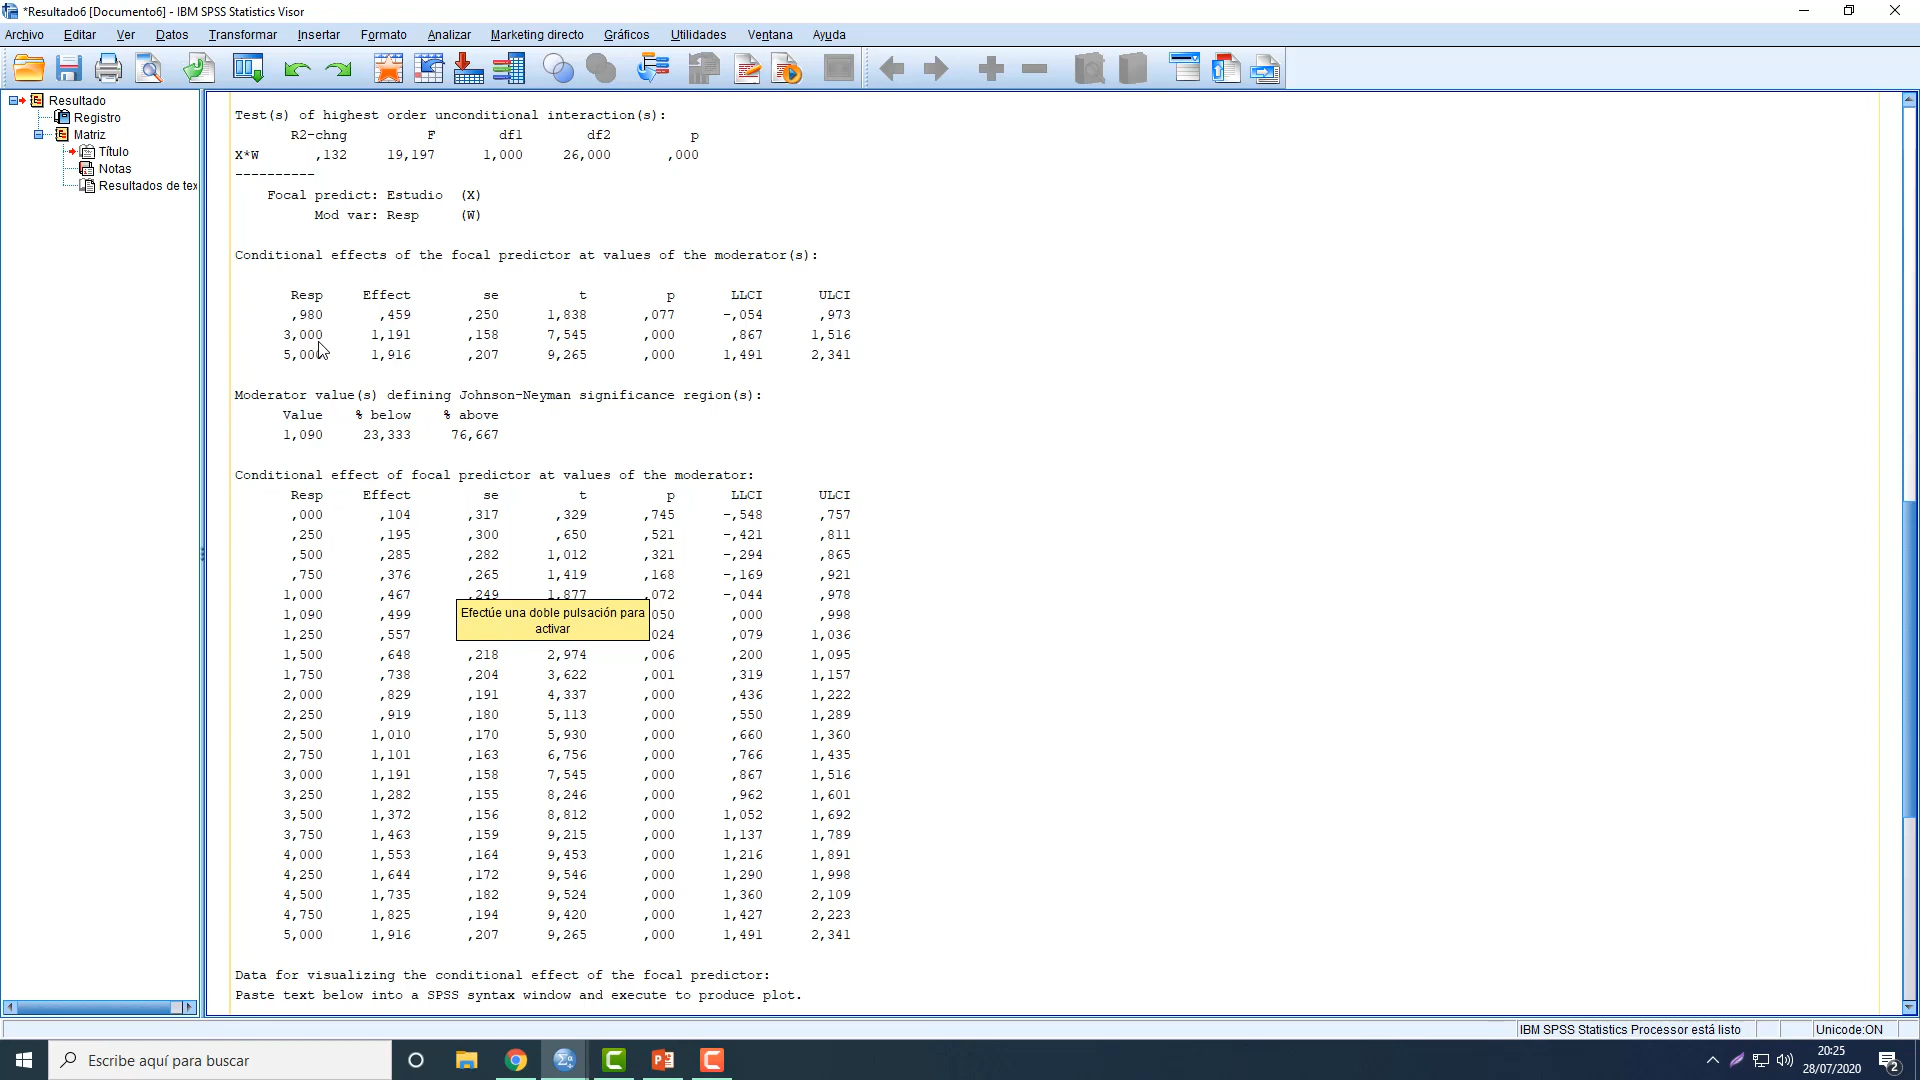 *Resultado6 [Documento6] - IBM SPSS Statistics Visor
Archivo Editar Ver Datos Transformar Insertar Formato Analizar Marketing directo Gráficos Utilidades Ventana Ayuda
Resultado
Registro
Matriz
Título
Notas
Resultados de tex
Test(s) of highest order unconditional interaction(s):
R2-chng F df1 df2 p
X*W ,132 19,197 1,000 26,000 ,000
----------
Focal predict: Estudio (X)
Mod var: Resp (W)
Conditional effects of the focal predictor at values of the moderator(s):
Resp Effect se t p LLCI ULCI
,980 ,459 ,250 1,838 ,077 -,054 ,973
3,000 1,191 ,158 7,545 ,000 ,867 1,516
5,000 1,916 ,207 9,265 ,000 1,491 2,341
Moderator value(s) defining Johnson-Neyman significance region(s):
Value % below % above
1,090 23,333 76,667
Conditional effect of focal predictor at values of the moderator:
Resp Effect se t p LLCI ULCI
,000 ,104 ,317 ,329 ,745 -,548 ,757
,250 ,195 ,300 ,650 ,521 -,421 ,811
,500 ,285 ,282 1,012 ,321 -,294 ,865
,750 ,376 ,265 1,419 ,168 -,169 ,921
1,000 ,467 ,249 1,877 ,072 -,044 ,978
1,090 ,499 050 ,000 ,998
1,250 ,557 024 ,079 1,036
Efectúe una doble pulsación para
activar
1,500 ,648 ,218 2,974 ,006 ,200 1,095
1,750 ,738 ,204 3,622 ,001 ,319 1,157
2,000 ,829 ,191 4,337 ,000 ,436 1,222
2,250 ,919 ,180 5,113 ,000 ,550 1,289
2,500 1,010 ,170 5,930 ,000 ,660 1,360
2,750 1,101 ,163 6,756 ,000 ,766 1,435
3,000 1,191 ,158 7,545 ,000 ,867 1,516
3,250 1,282 ,155 8,246 ,000 ,962 1,601
3,500 1,372 ,156 8,812 ,000 1,052 1,692
3,750 1,463 ,159 9,215 ,000 1,137 1,789
4,000 1,553 ,164 9,453 ,000 1,216 1,891
4,250 1,644 ,172 9,546 ,000 1,290 1,998
4,500 1,735 ,182 9,524 ,000 1,360 2,109
4,750 1,825 ,194 9,420 ,000 1,427 2,223
5,000 1,916 ,207 9,265 ,000 1,491 2,341
Data for visualizing the conditional effect of the focal predictor:
Paste text below into a SPSS syntax window and execute to produce plot.
IBM SPSS Statistics Processor está listo Unicode:ON
Escribe aquí para buscar
20:25
28/07/2020
2